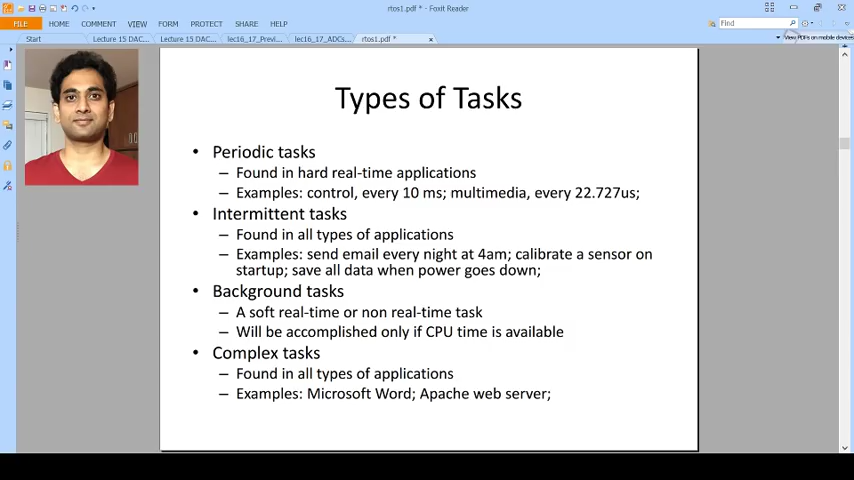 rtos1.pdf * - Foxit Reader
FILE
HOME
COMMENT
VIEW
FORM
PROTECT
SHARE
HELP
Find
Start
Lecture 15 DAC...
Lecture 15 DAC...
lec16_17_Previ...
lec16_17_ADCs...
rtos1.pdf *
View PDFs on mobile devices
Types of Tasks
• Periodic tasks
– Found in hard real-time applications
– Examples: control, every 10 ms; multimedia, every 22.727us;
• Intermittent tasks
– Found in all types of applications
– Examples: send email every night at 4am; calibrate a sensor on
startup; save all data when power goes down;
• Background tasks
– A soft real-time or non real-time task
– Will be accomplished only if CPU time is available
• Complex tasks
– Found in all types of applications
– Examples: Microsoft Word; Apache web server;